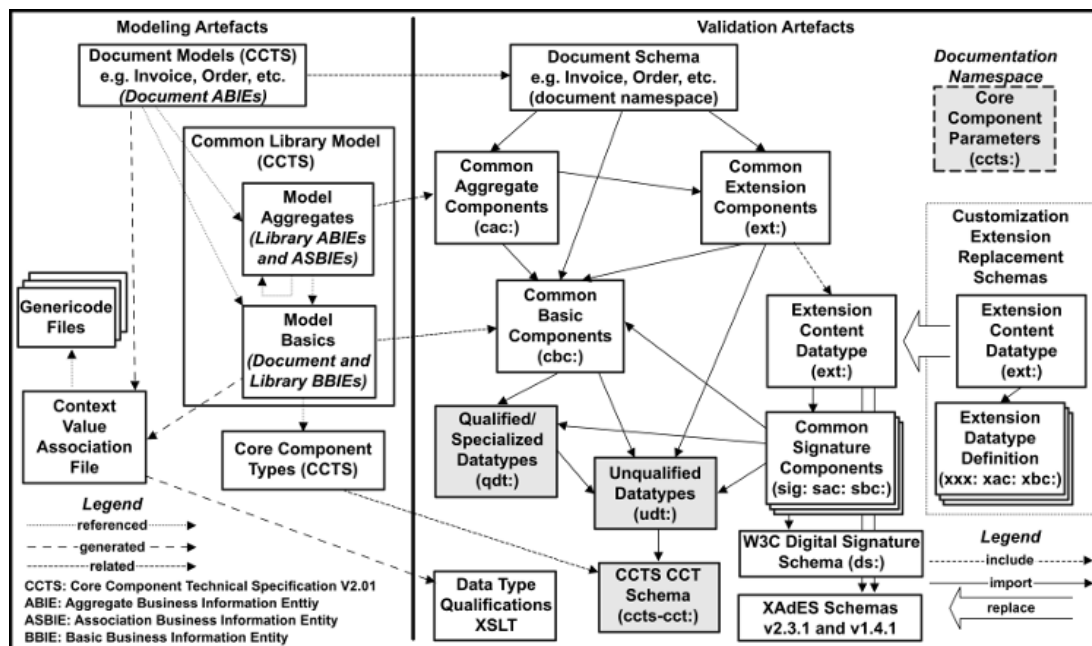 Modeling Artefacts
Document Models (CCTS)
e.g. Invoice, Order, etc.
(Document ABIEs)
Common Library Model
(CCTS)
Model
Aggregates
(Library ABIEs
and ASBIEs)
Model
Basics
(Document and
Library BBIEs)
Genericode
Files
Context
Value
Association
File
Core Component
Types (CCTS)
Legend
referenced
generated
related
CCTS: Core Component Technical Specification V2.01
ABIE: Aggregate Business Information Enttiy
ASBIE: Association Business Information Entity
BBIE: Basic Business Information Entity
Validation Artefacts
Document Schema
e.g. Invoice, Order, etc.
(document namespace)
Common
Aggregate
Components
(cac:)
Common
Extension
Components
(ext:)
Common
Basic
Components
(cbc:)
Extension
Content
Datatype
(ext:)
Qualified/
Specialized
Datatypes
(qdt:)
Unqualified
Datatypes
(udt:)
Common
Signature
Components
(sig: sac: sbc:)
W3C Digital Signature
Schema (ds:)
XAdES Schemas
v2.3.1 and v1.4.1
CCTS CCT
Schema
(ccts-cct:)
Data Type
Qualifications
XSLT
Documentation
Namespace
Core
Component
Parameters
(ccts:)
Customization
Extension
Replacement
Schemas
Extension
Content
Datatype
(ext:)
Extension
Datatype
Definition
(xxx: xac: xbc:)
Legend
include
import
replace